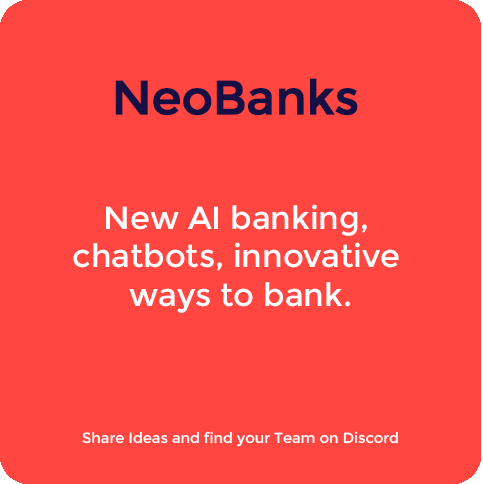 NeoBanks
New AI banking,
chatbots, innovative
ways to bank.
Share Ideas and find your Team on Discord